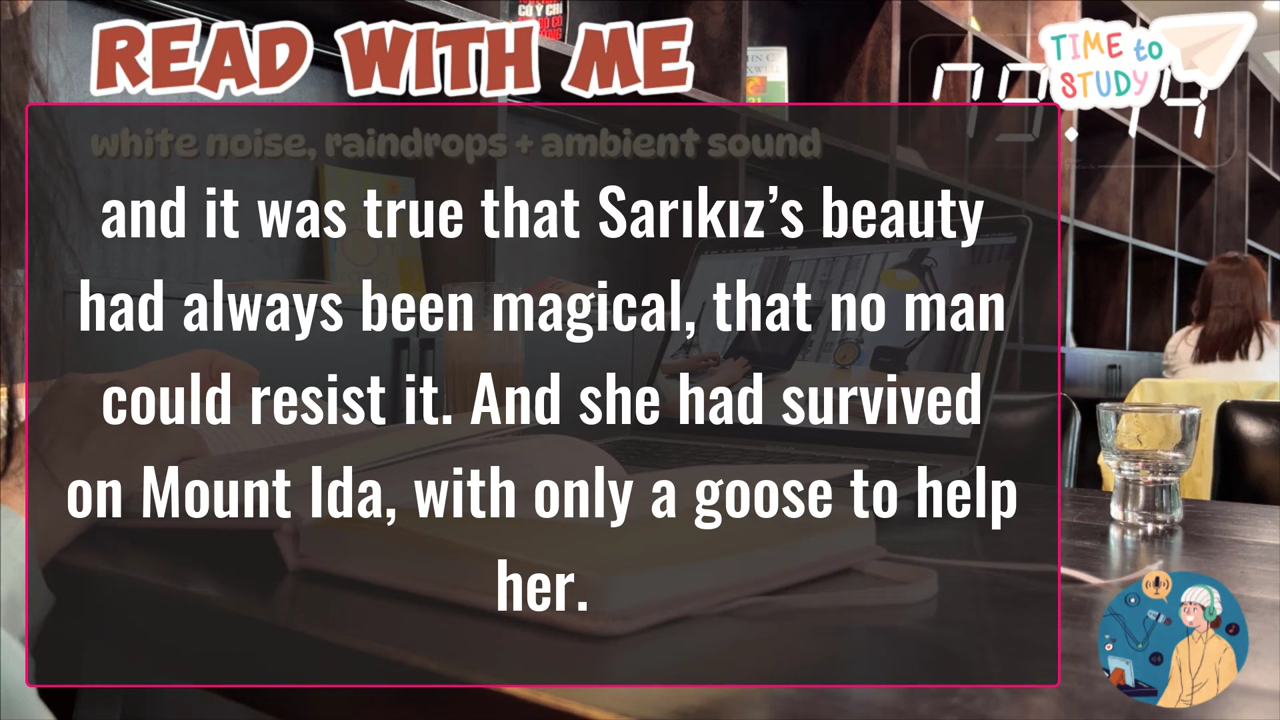 READ WITH ME
TIME to
STUDY
white noise, raindrops + ambient sound
and it was true that Sarıkız’s beauty
had always been magical, that no man
could resist it. And she had survived
on Mount Ida, with only a goose to help
her.